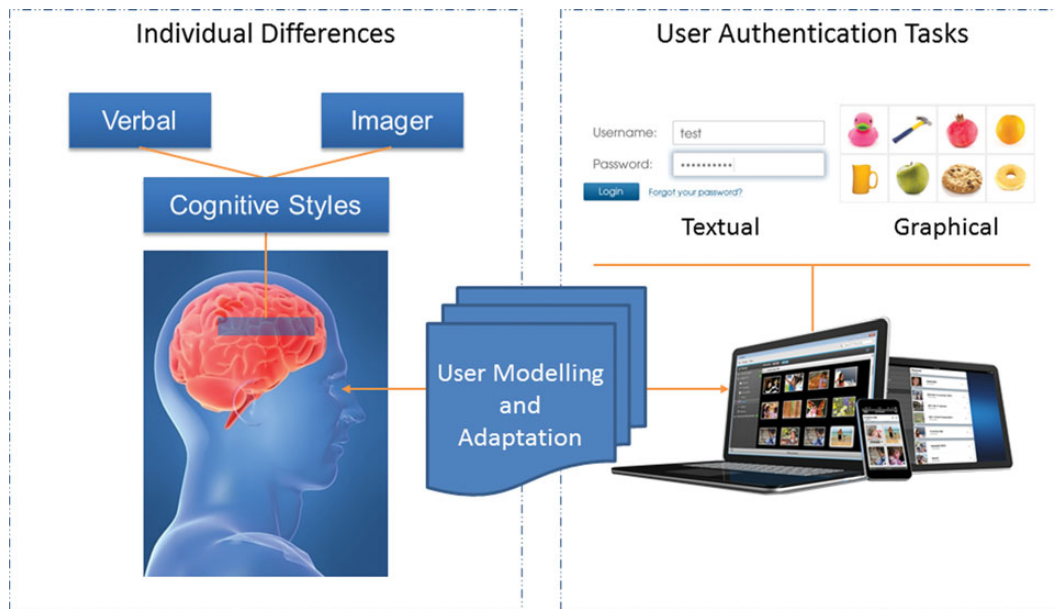 Individual Differences
Verbal
Imager
Cognitive Styles
User Modelling
and
Adaptation
User Authentication Tasks
Username:
test
Password:
••••••••••
Login
Forgot your password?
Textual
Graphical